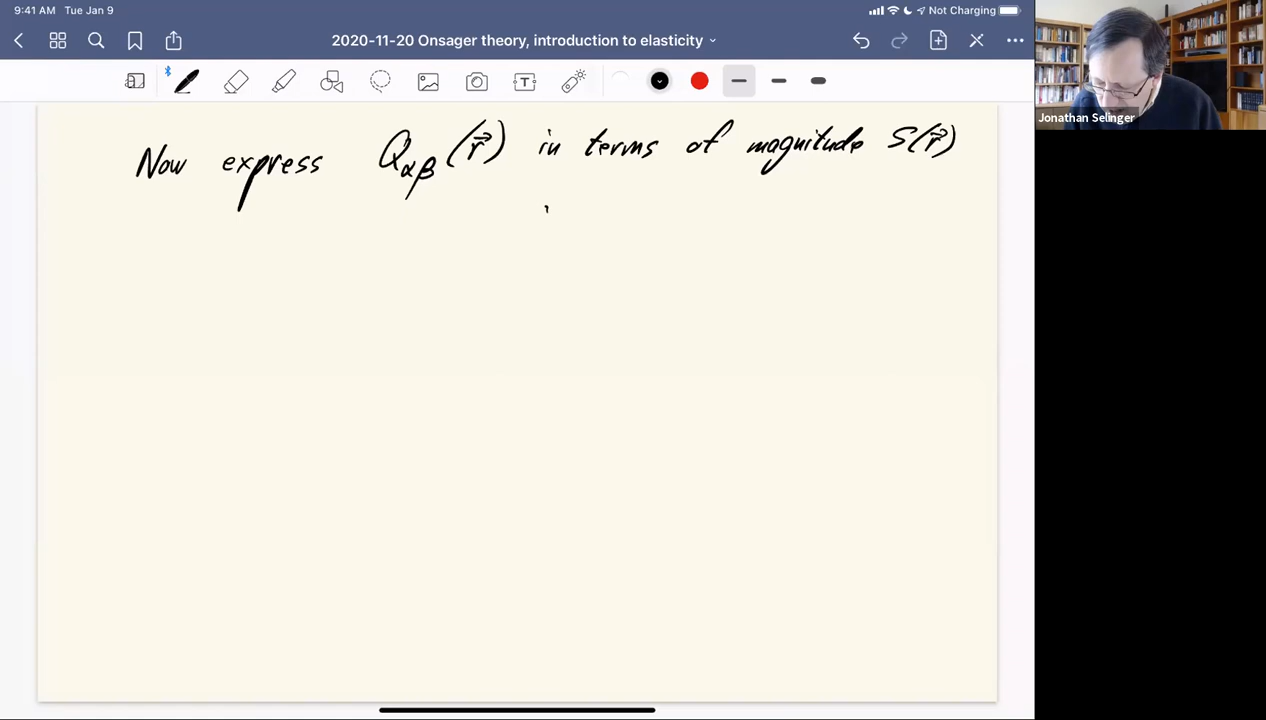 9:41 AM Tue Jan 9
Not Charging
2020-11-20 Onsager theory, introduction to elasticity
T
Jonathan Selinger
Now express Qαβ(r⃗) in terms of magnitude S(r⃗)